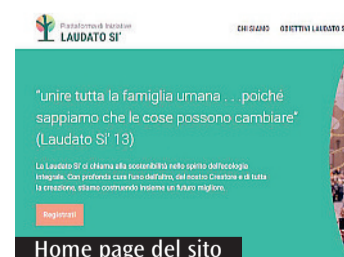 Piattaforma di Iniziative
LAUDATO SI'
CHI SIAMO OBIETTIVI LAUDATO S
"unire tutta la famiglia umana . . .poiché
sappiamo che le cose possono cambiare"
(Laudato Si' 13)
La Laudato Si' ci chiama alla sostenibilità nello spirito dell'ecologia
integrale. Con profonda cura l'uno dell'altro, del nostro Creatore e di tutta
la creazione, stiamo costruendo insieme un futuro migliore.
Registrati
Home page del sito